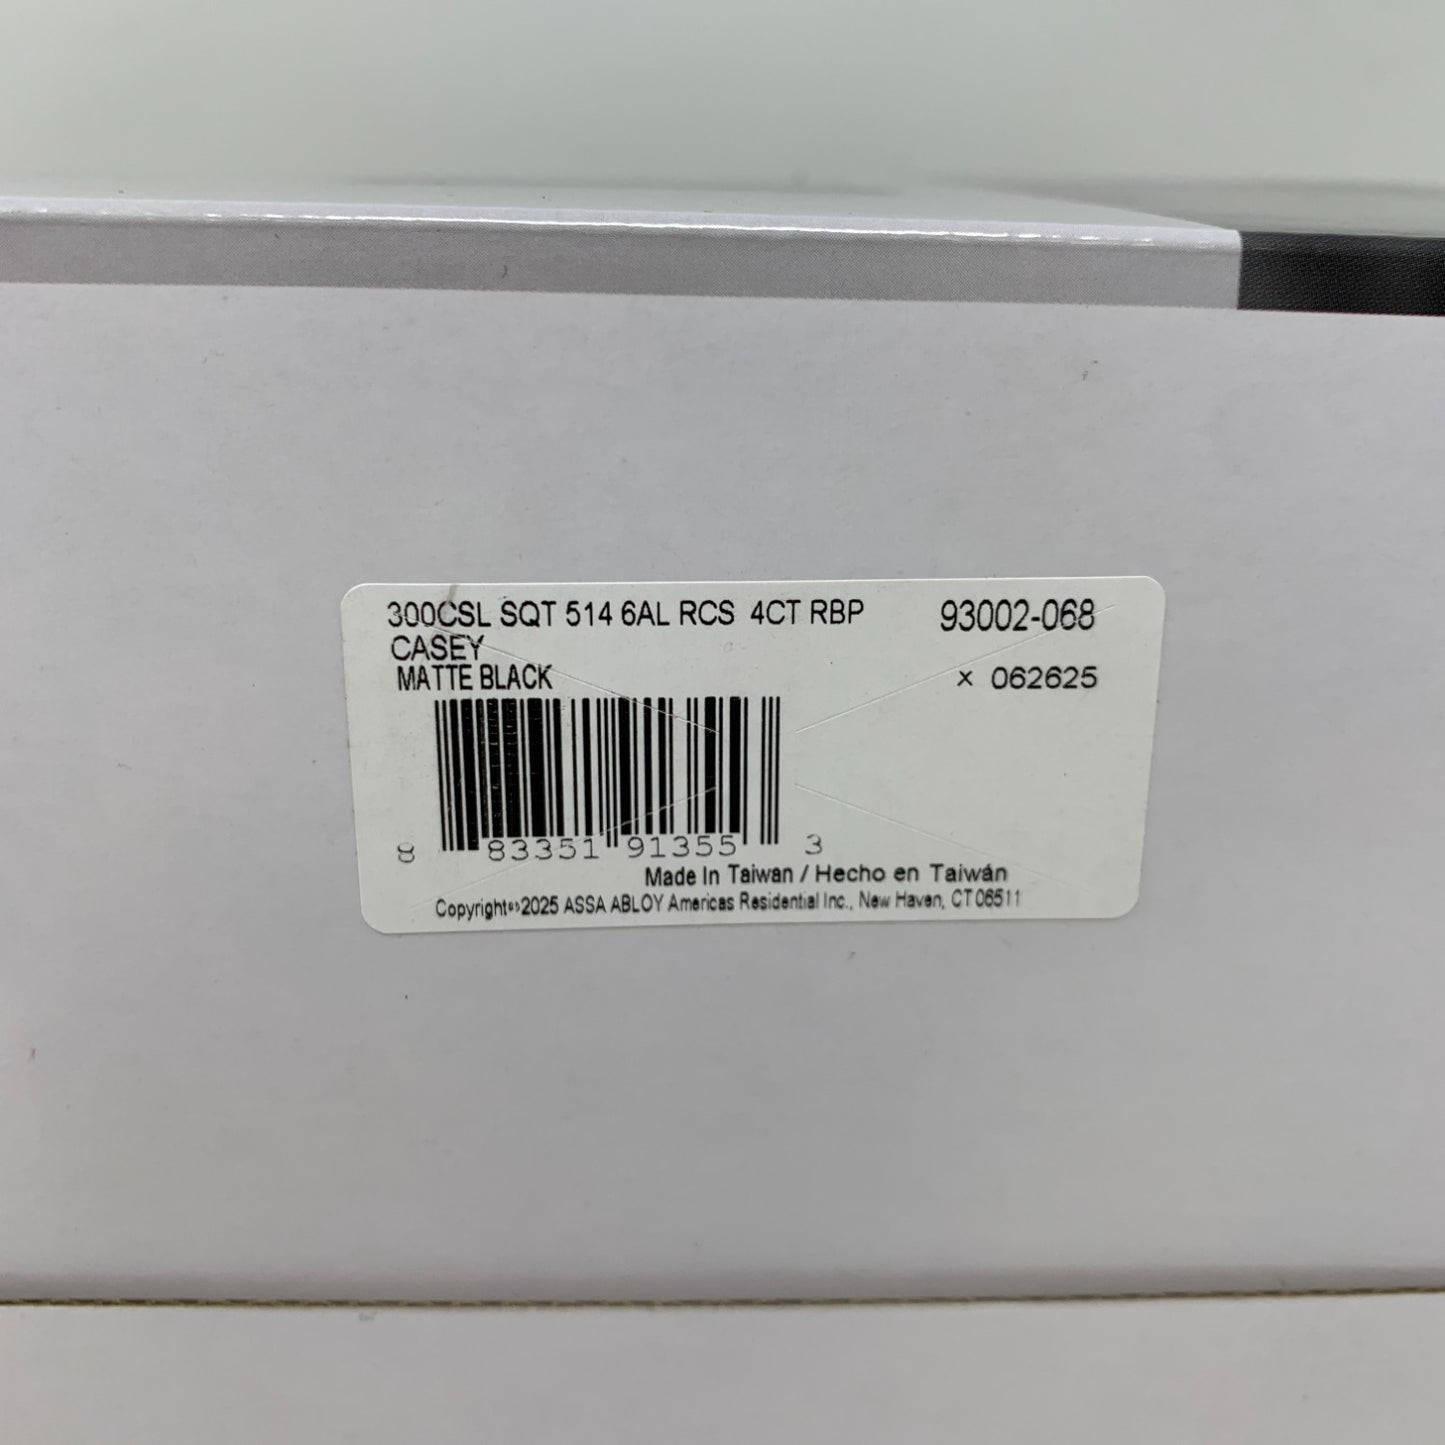 300CSL SQT 514 6AL RCS 4CT RBP 93002-068
CASEY
MATTE BLACK x 062625
8 83351 91355 3
Made In Taiwan / Hecho en Taiwán
Copyright©2025 ASSA ABLOY Americas Residential Inc., New Haven, CT 06511